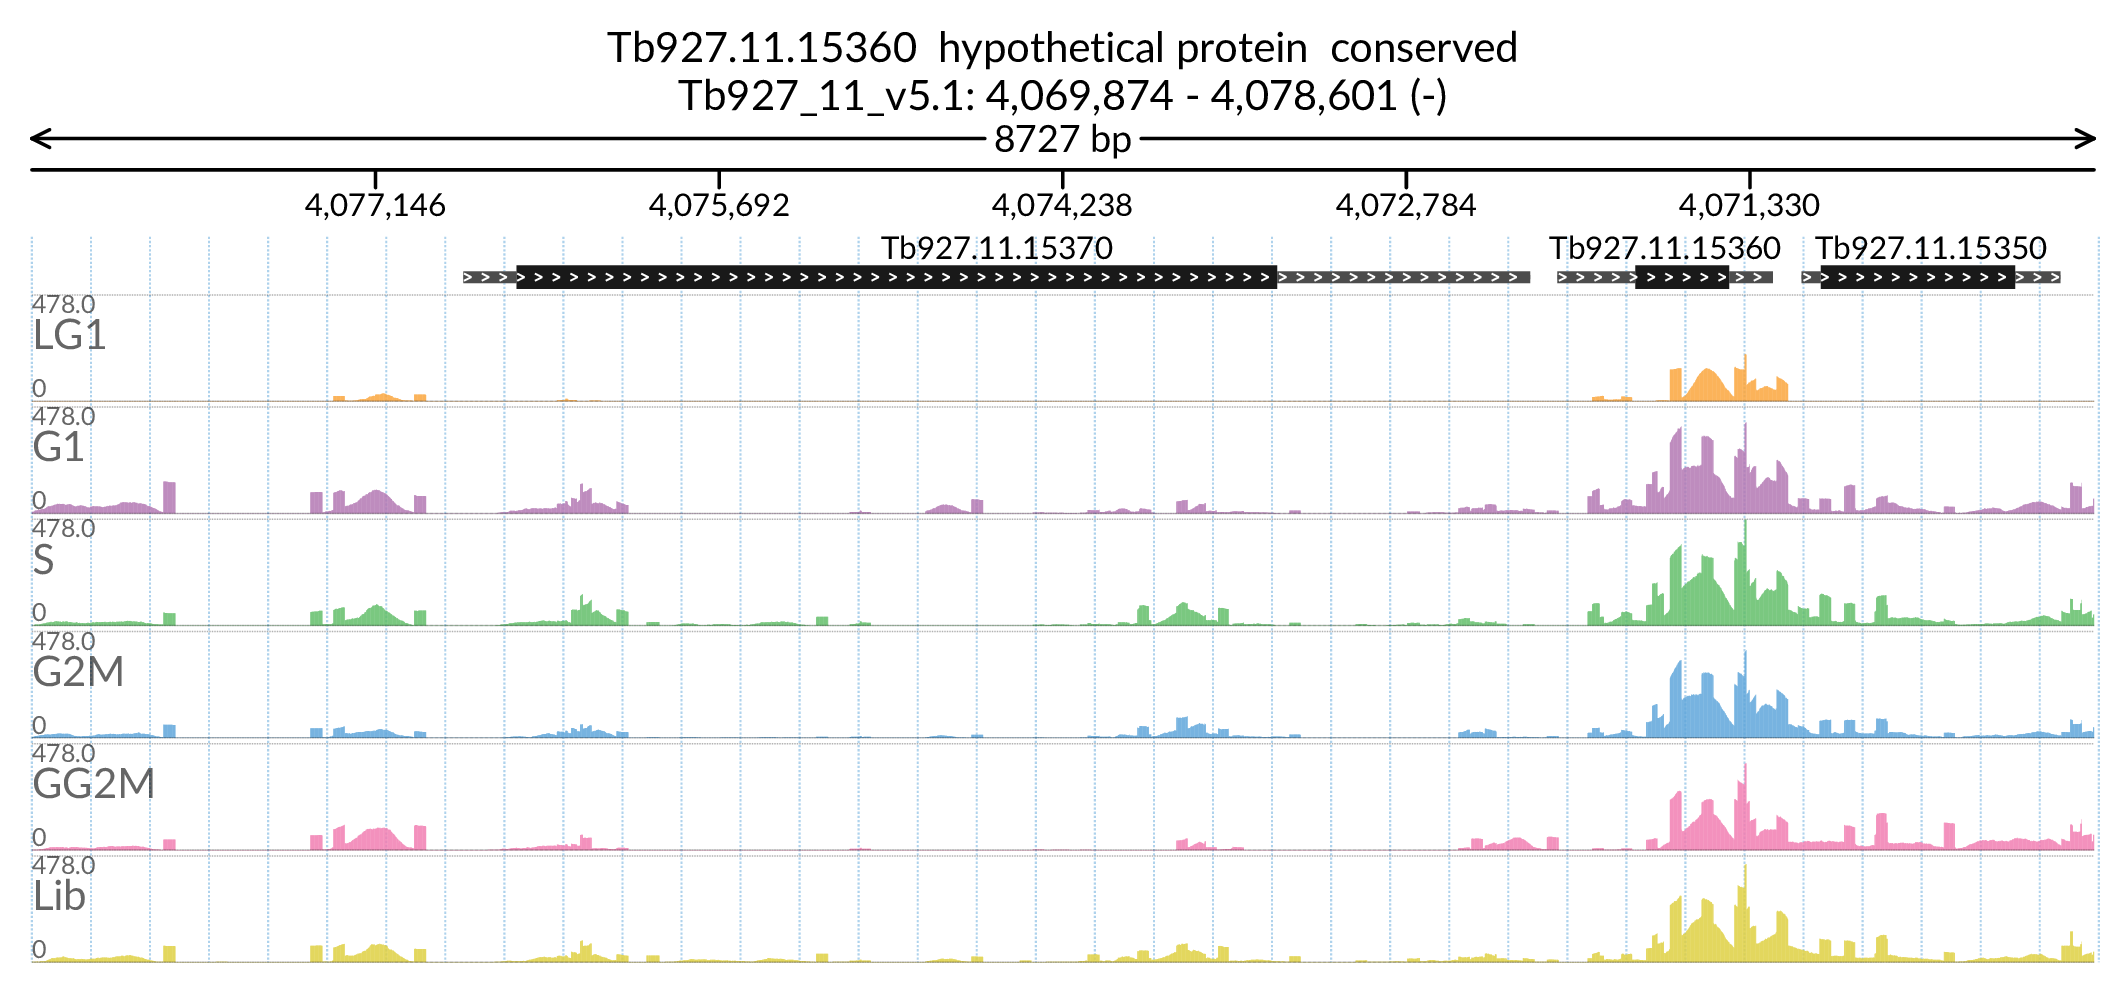 Tb927.11.15360 hypothetical protein conserved
Tb927_11_v5.1: 4,069,874 - 4,078,601 (-)
8727 bp
4,077,146 4,075,692 4,074,238 4,072,784 4,071,330
Tb927.11.15370 Tb927.11.15360 Tb927.11.15350
478.0
LG1
0
478.0
G1
0
478.0
S
0
478.0
G2M
0
478.0
GG2M
0
478.0
Lib
0